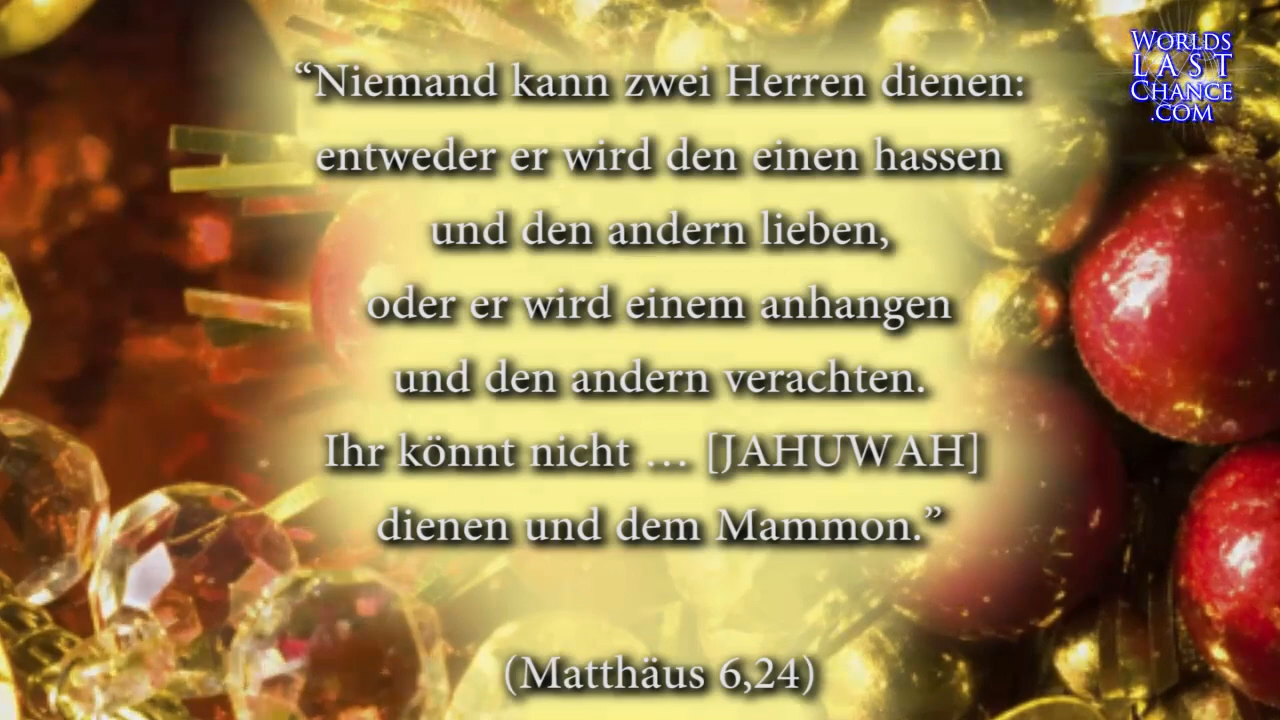 “Niemand kann zwei Herren dienen:
entweder er wird den einen hassen
und den andern lieben,
oder er wird einem anhangen
und den andern verachten.
Ihr könnt nicht … [JAHUWAH]
dienen und dem Mammon.”
(Matthäus 6,24)
WORLDS
LAST
CHANCE
.COM